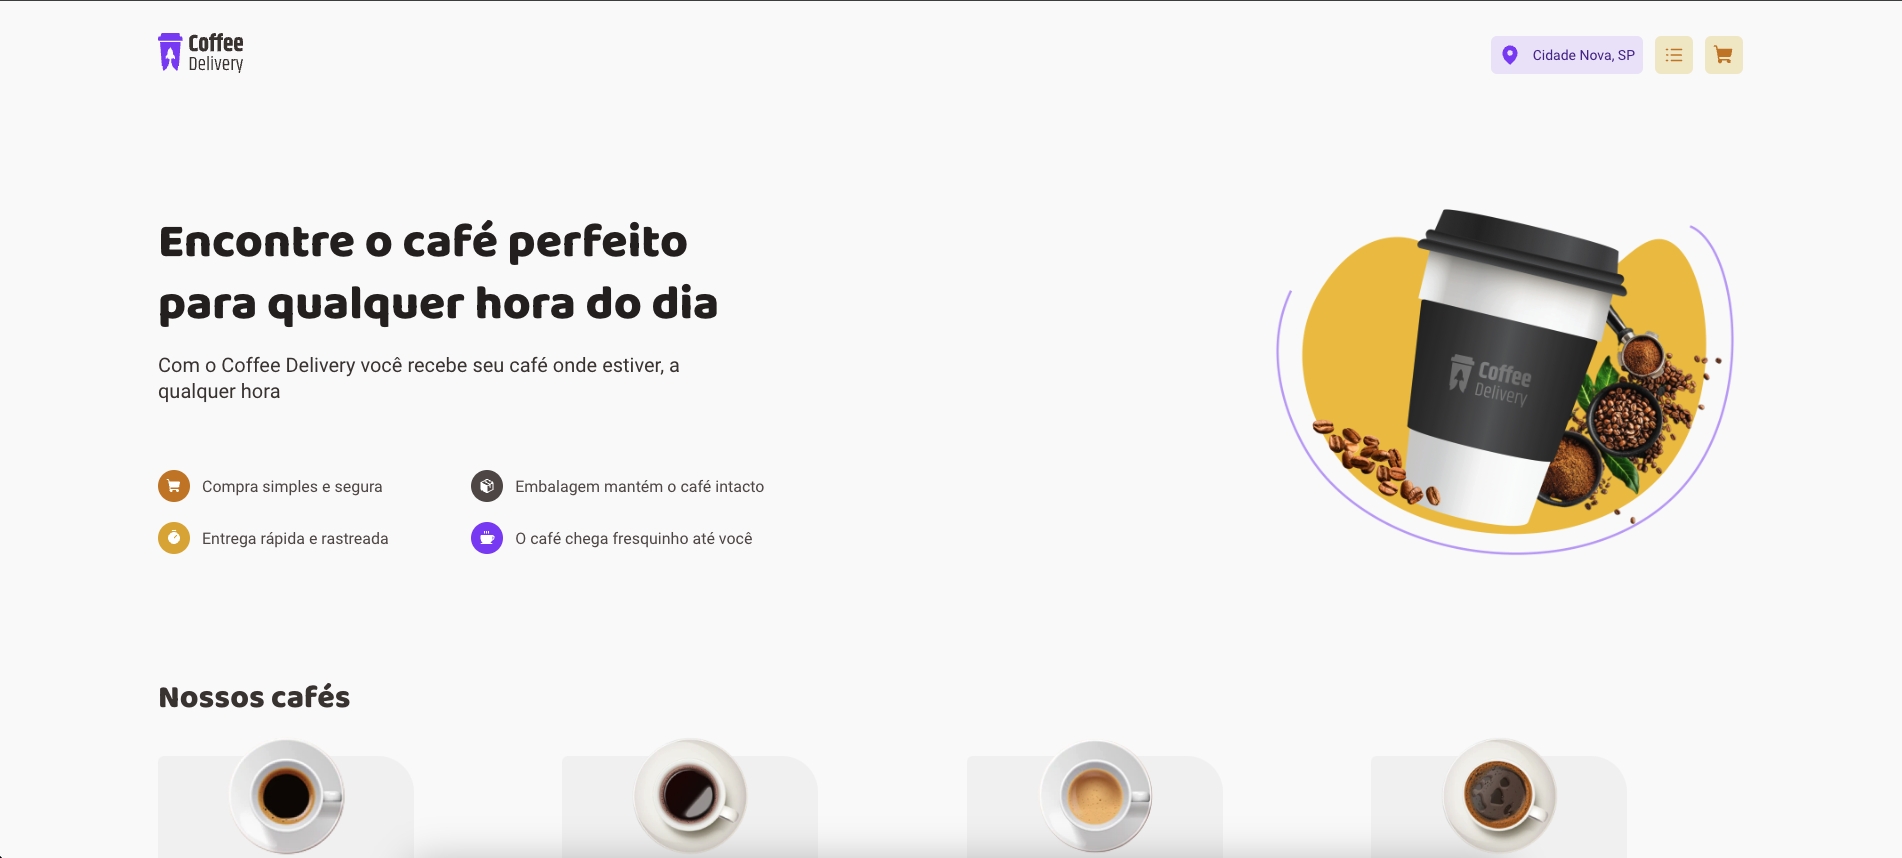 Coffee
Delivery
Cidade Nova, SP
Encontre o café perfeito
para qualquer hora do dia
Com o Coffee Delivery você recebe seu café onde estiver, a
qualquer hora
Coffee
Delivery
Compra simples e segura
Embalagem mantém o café intacto
Entrega rápida e rastreada
O café chega fresquinho até você
Nossos cafés